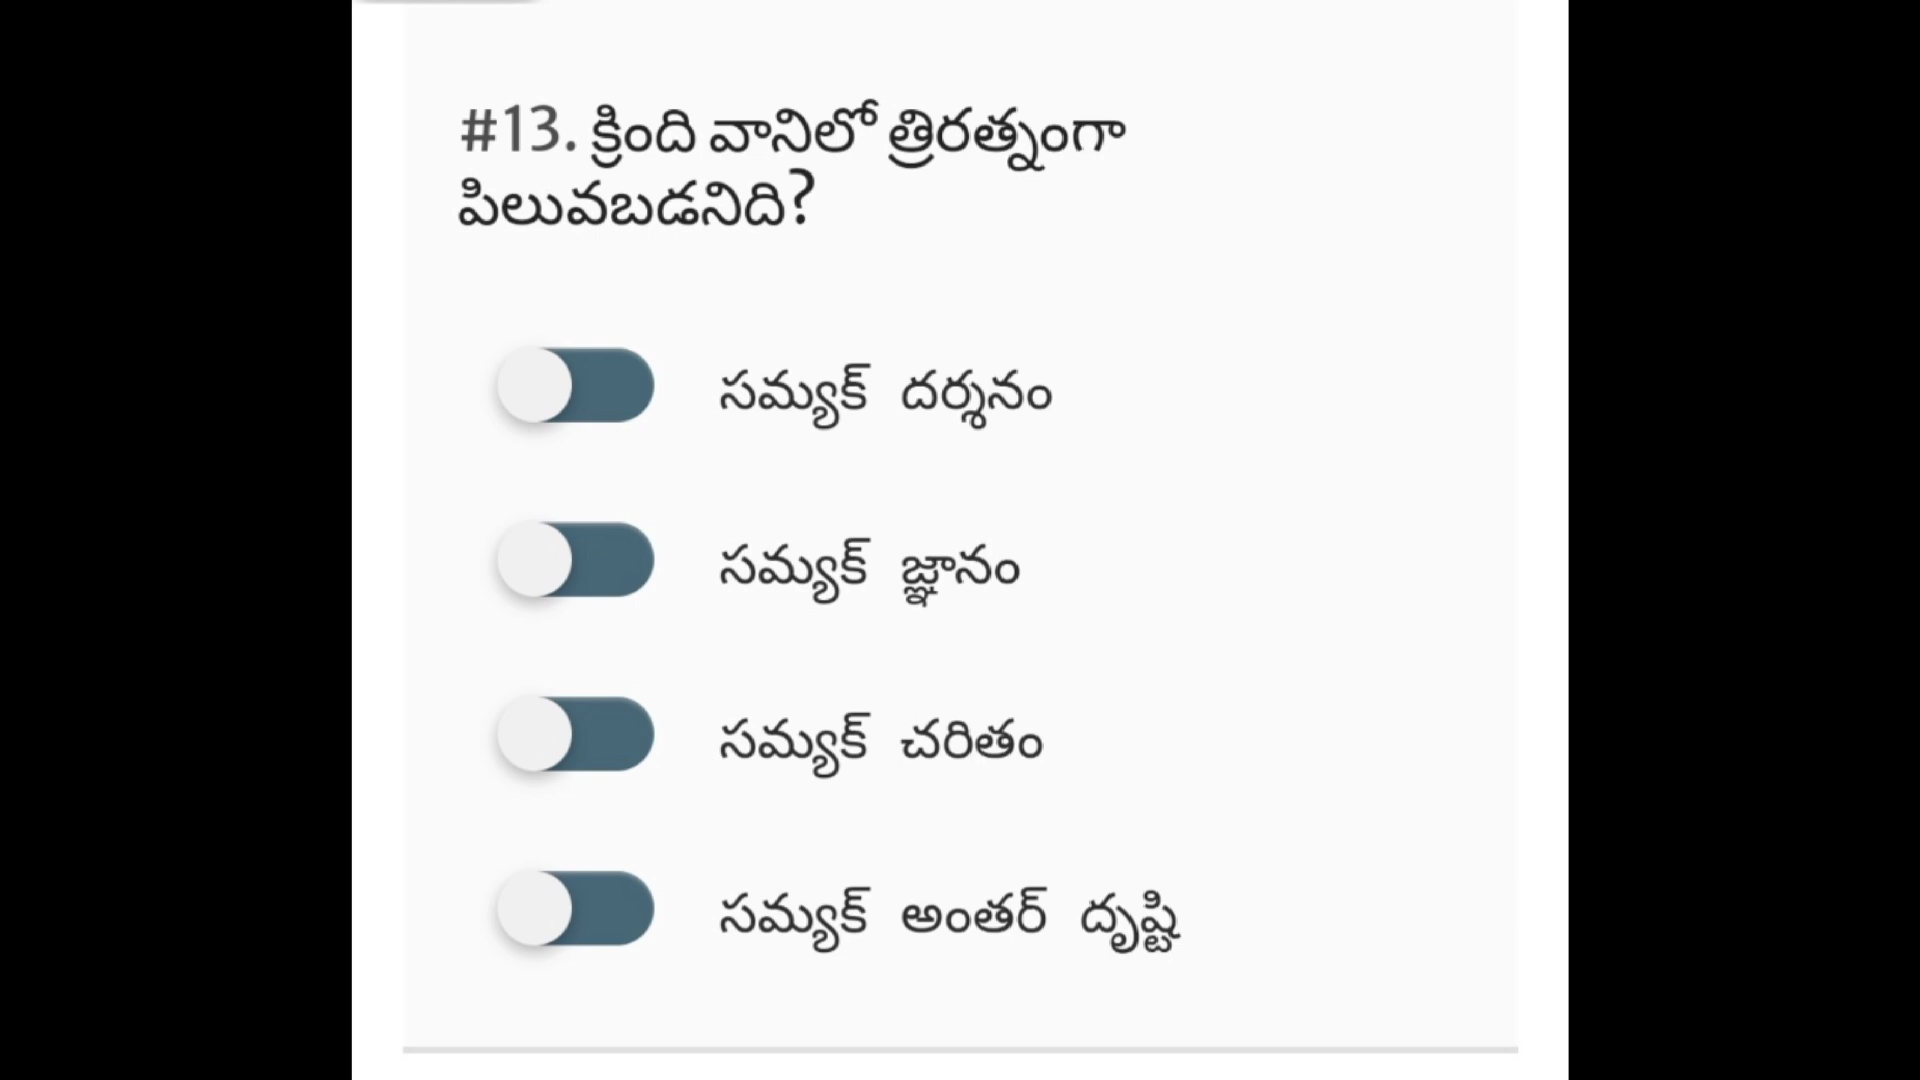 #13. క్రింది వానిలో త్రిరత్నంగా
పిలువబడనిది?
సమ్యక్ దర్శనం
సమ్యక్ జ్ఞానం
సమ్యక్ చరితం
సమ్యక్ అంతర్ దృష్టి